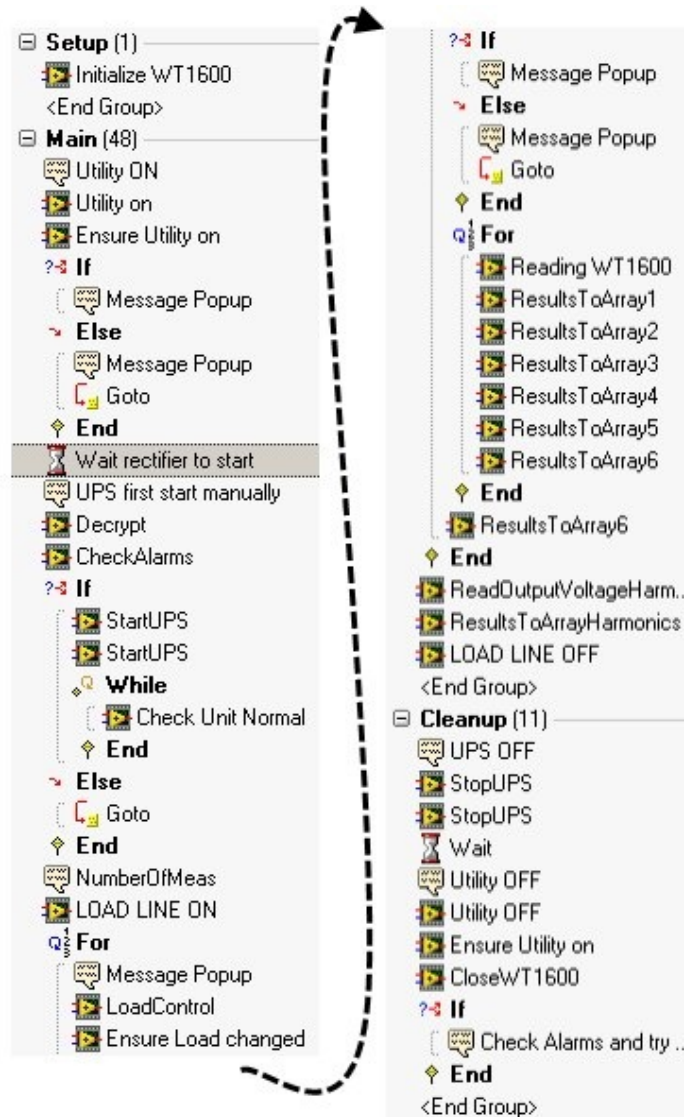 Setup (1)
Initialize WT1600
<End Group>
Main (48)
Utility ON
Utility on
Ensure Utility on
If
Message Popup
Else
Message Popup
Goto
End
Wait rectifier to start
UPS first start manually
Decrypt
CheckAlarms
If
StartUPS
StartUPS
While
Check Unit Normal
End
Else
Goto
End
NumberOfMeas
LOAD LINE ON
For
Message Popup
LoadControl
Ensure Load changed
If
Message Popup
Else
Message Popup
Goto
End
For
Reading WT1600
ResultsToArray1
ResultsToArray2
ResultsToArray3
ResultsToArray4
ResultsToArray5
ResultsToArray6
End
ResultsToArray6
End
ReadOutputVoltageHarm...
ResultsToArrayHarmonics
LOAD LINE OFF
<End Group>
Cleanup (11)
UPS OFF
StopUPS
StopUPS
Wait
Utility OFF
Utility OFF
Ensure Utility on
CloseWT1600
If
Check Alarms and try ...
End
<End Group>